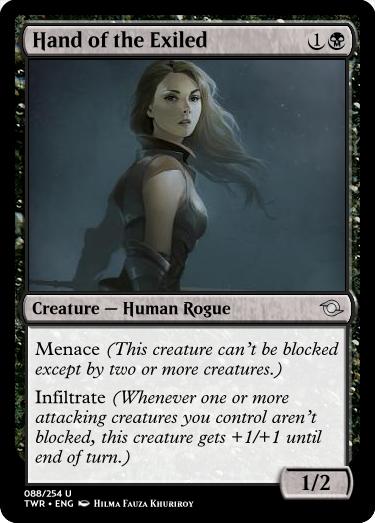 Hand of the Exiled 1
Creature — Human Rogue
Menace (This creature can't be blocked
except by two or more creatures.)
Infiltrate (Whenever one or more
attacking creatures you control aren't
blocked, this creature gets +1/+1 until
end of turn.)
1/2
088/254 U
TWR • ENG Hilma Fauza Khuriroy